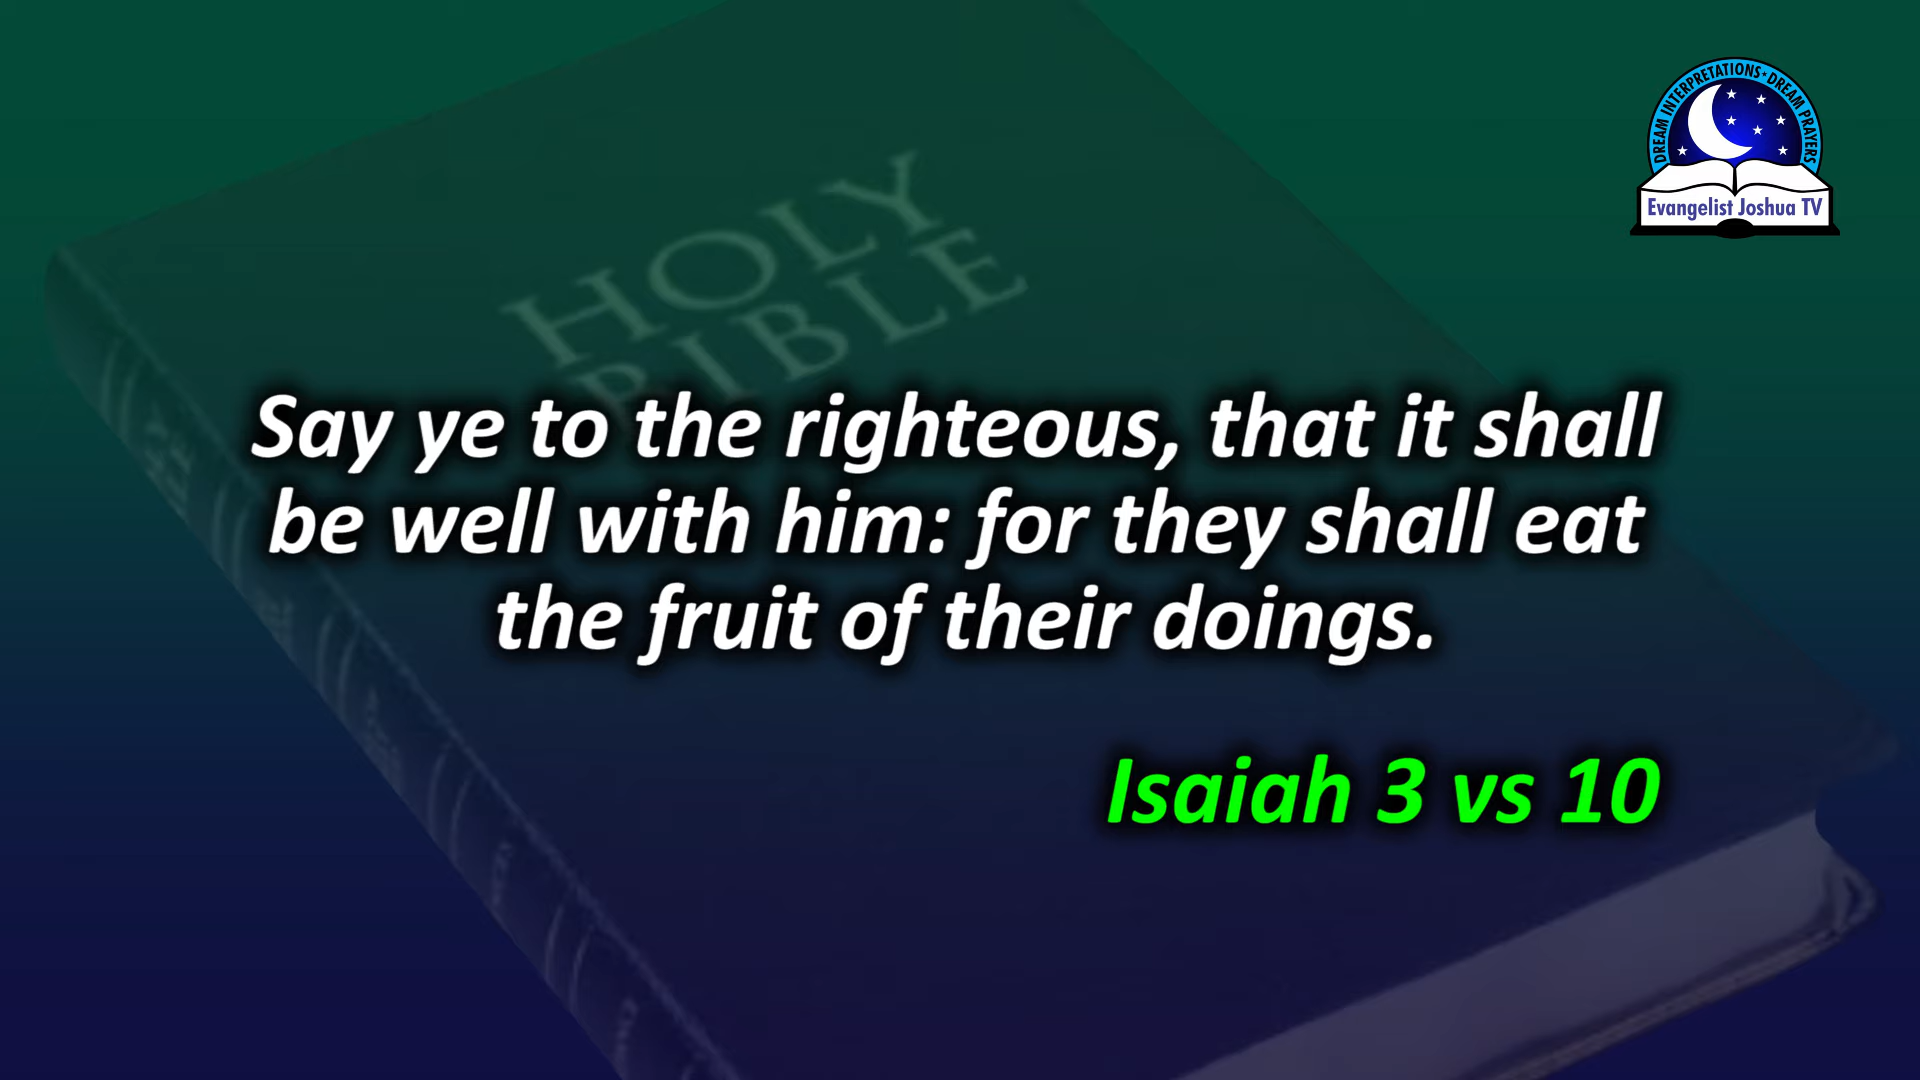 DREAM INTERPRETATIONS★DREAM PRAYERS
Evangelist Joshua TV
HOLY
BIBLE
Say ye to the righteous, that it shall
be well with him: for they shall eat
the fruit of their doings.
Isaiah 3 vs 10